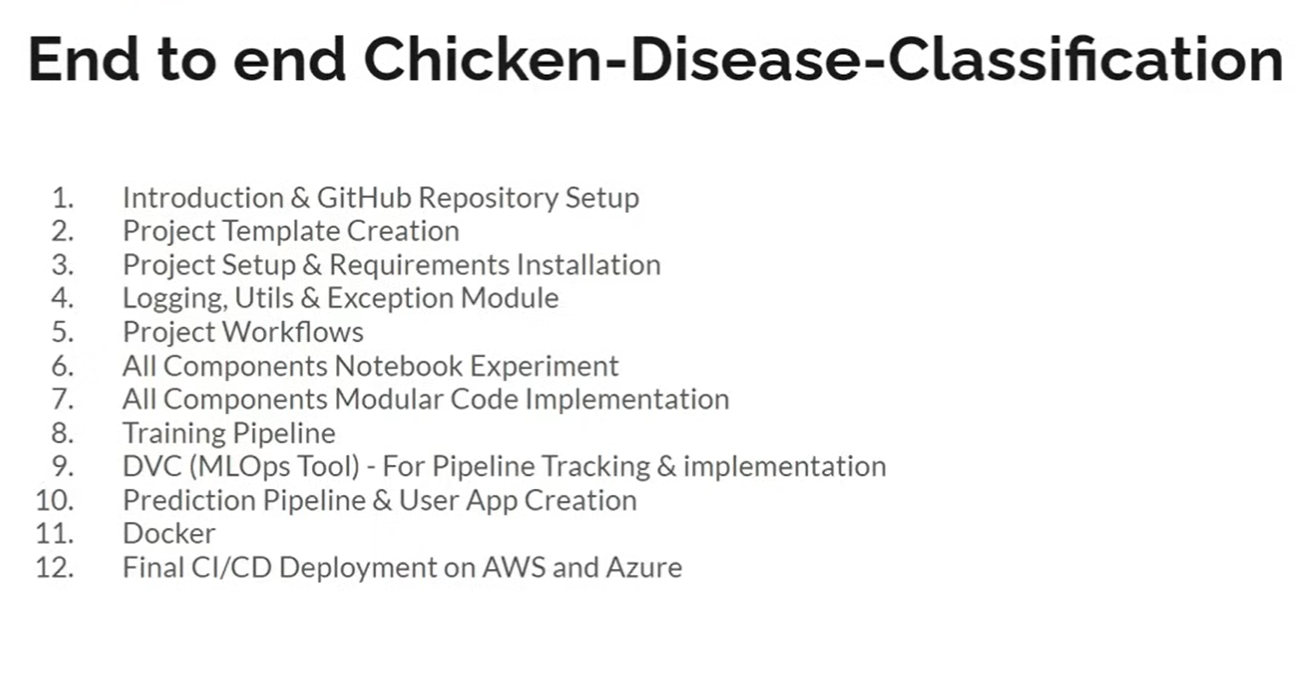 End to end Chicken-Disease-Classification
1. Introduction & GitHub Repository Setup
2. Project Template Creation
3. Project Setup & Requirements Installation
4. Logging, Utils & Exception Module
5. Project Workflows
6. All Components Notebook Experiment
7. All Components Modular Code Implementation
8. Training Pipeline
9. DVC (MLOps Tool) - For Pipeline Tracking & implementation
10. Prediction Pipeline & User App Creation
11. Docker
12. Final CI/CD Deployment on AWS and Azure